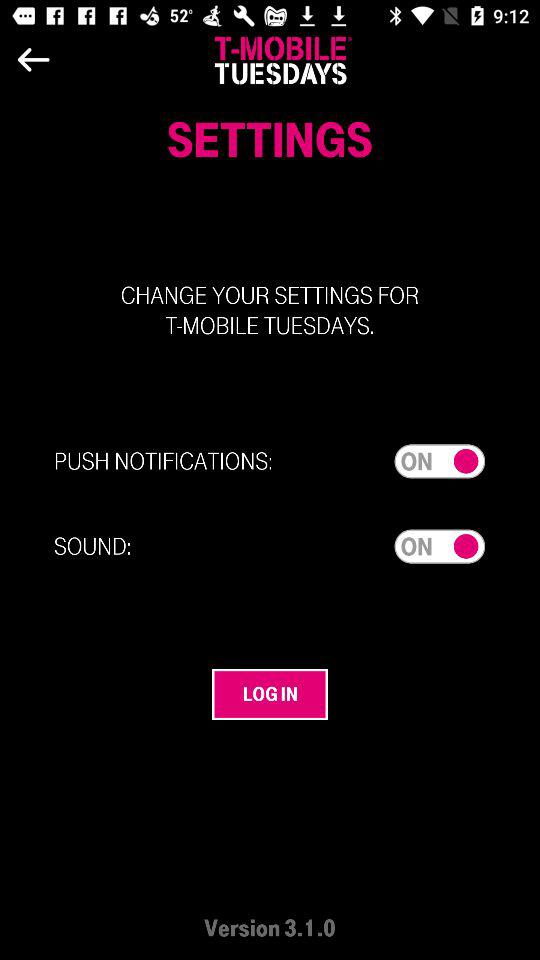 52°
9:12
T-MOBILE
TUESDAYS
SETTINGS
CHANGE YOUR SETTINGS FOR
T-MOBILE TUESDAYS.
PUSH NOTIFICATIONS: ON
SOUND: ON
LOG IN
Version 3.1.0